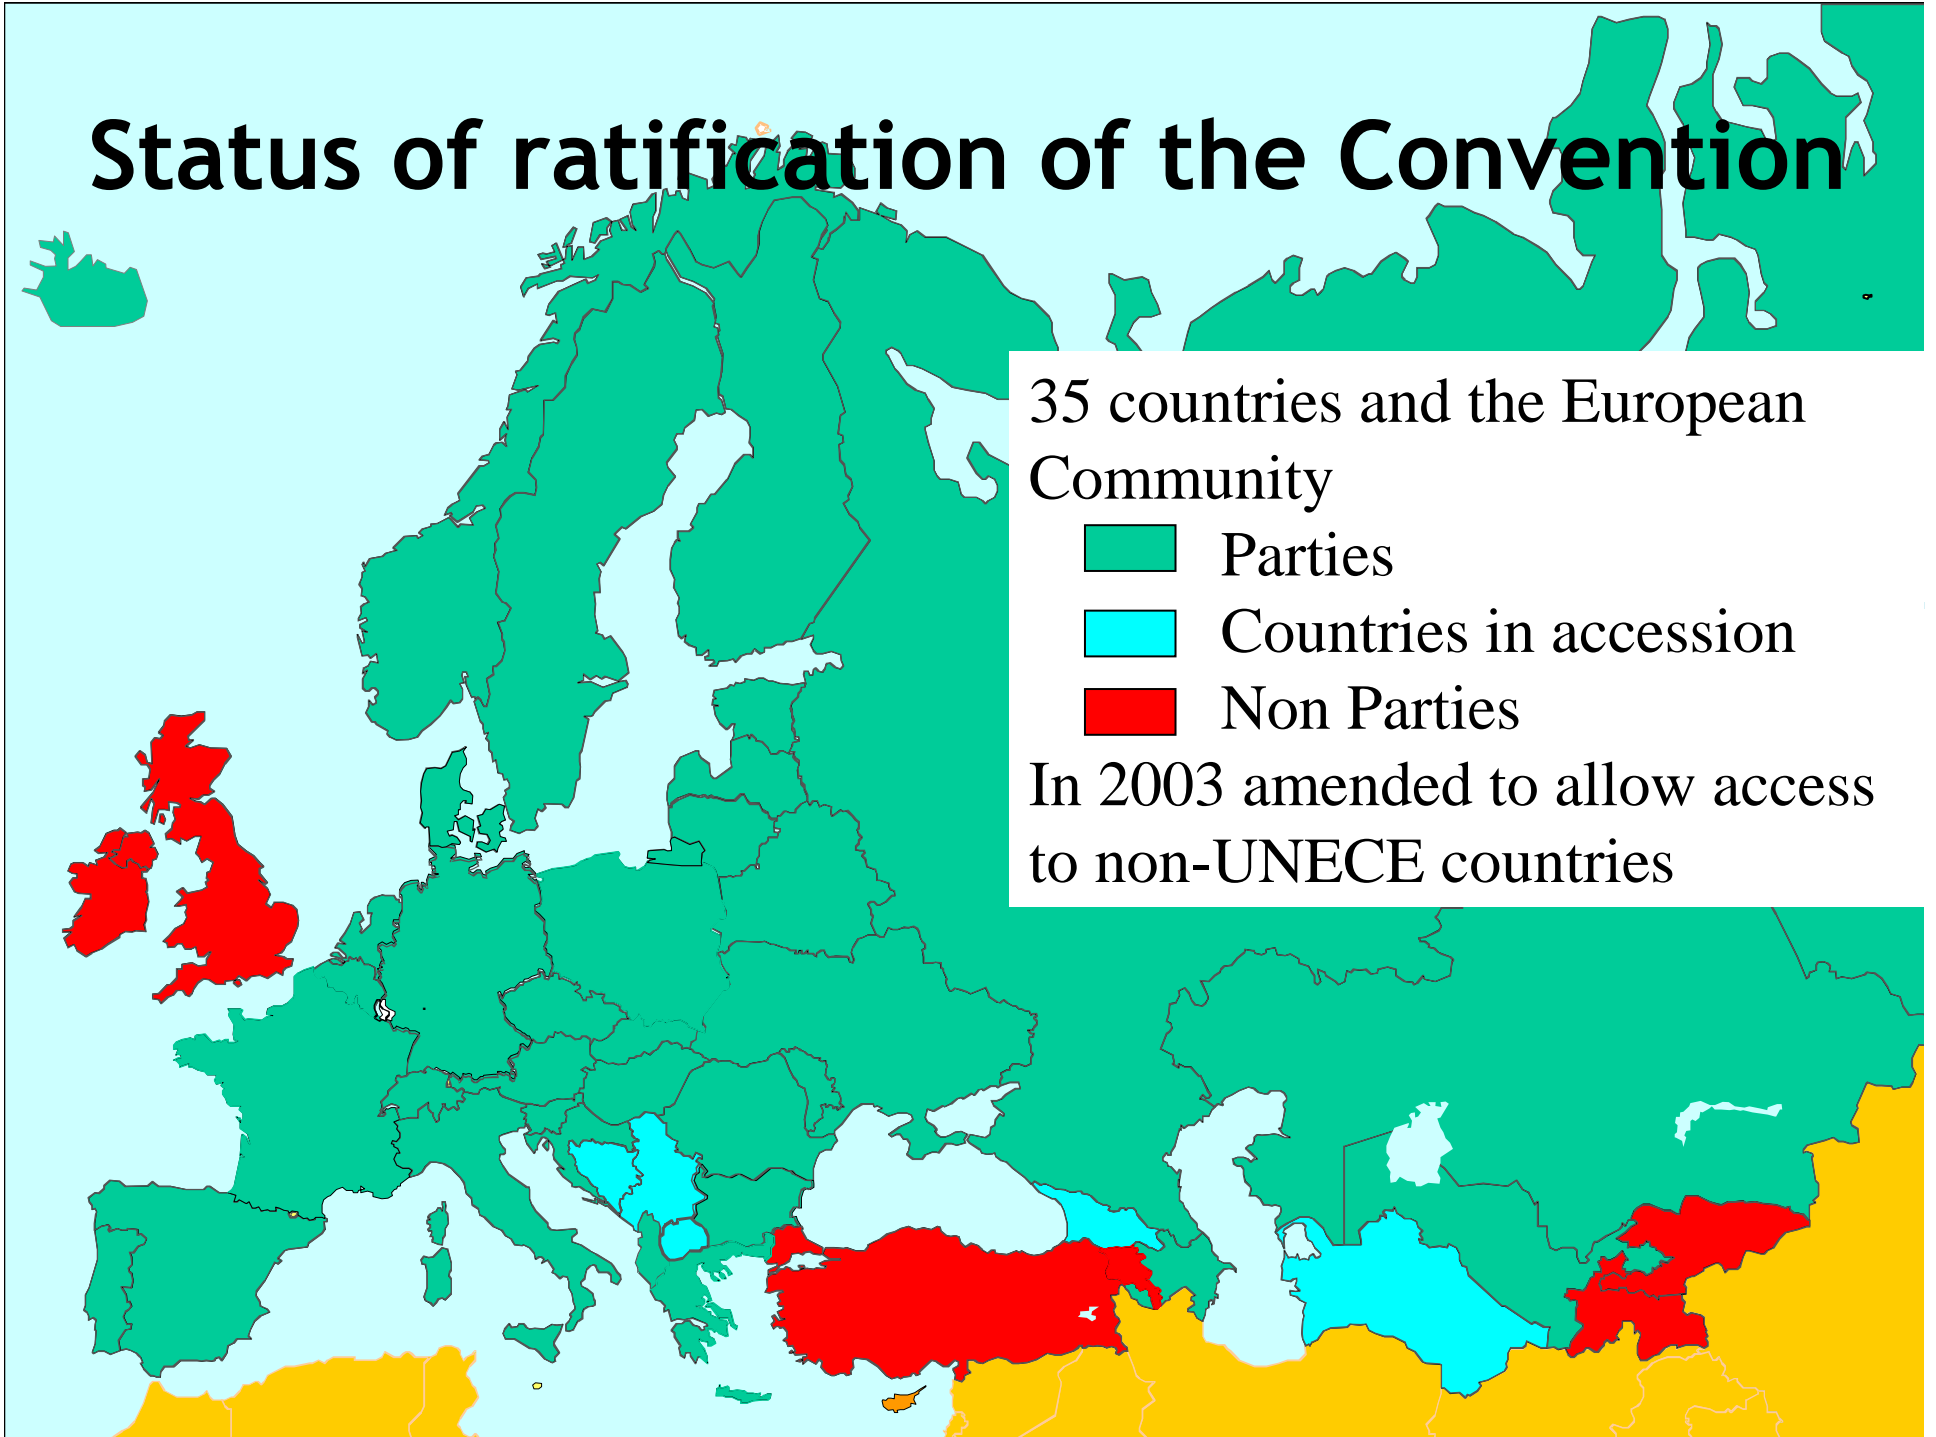 Status of ratification of the Convention
35 countries and the European
Community
Parties
Countries in accession
Non Parties
In 2003 amended to allow access
to non-UNECE countries